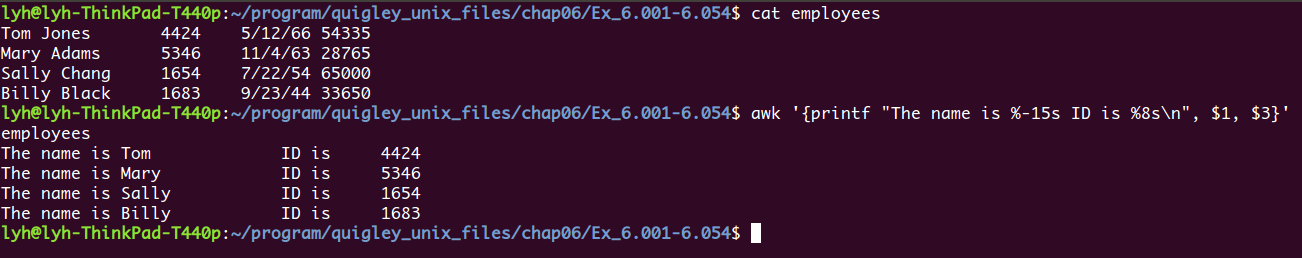 lyh@lyh-ThinkPad-T440p:~/program/quigley_unix_files/chap06/Ex_6.001-6.054$ cat employees
Tom Jones       4424    5/12/66 54335
Mary Adams      5346    11/4/63 28765
Sally Chang     1654    7/22/54 65000
Billy Black     1683    9/23/44 33650
lyh@lyh-ThinkPad-T440p:~/program/quigley_unix_files/chap06/Ex_6.001-6.054$ awk '{printf "The name is %-15s ID is %8s\n", $1, $3}'
employees
The name is Tom             ID is     4424
The name is Mary            ID is     5346
The name is Sally           ID is     1654
The name is Billy           ID is     1683
lyh@lyh-ThinkPad-T440p:~/program/quigley_unix_files/chap06/Ex_6.001-6.054$